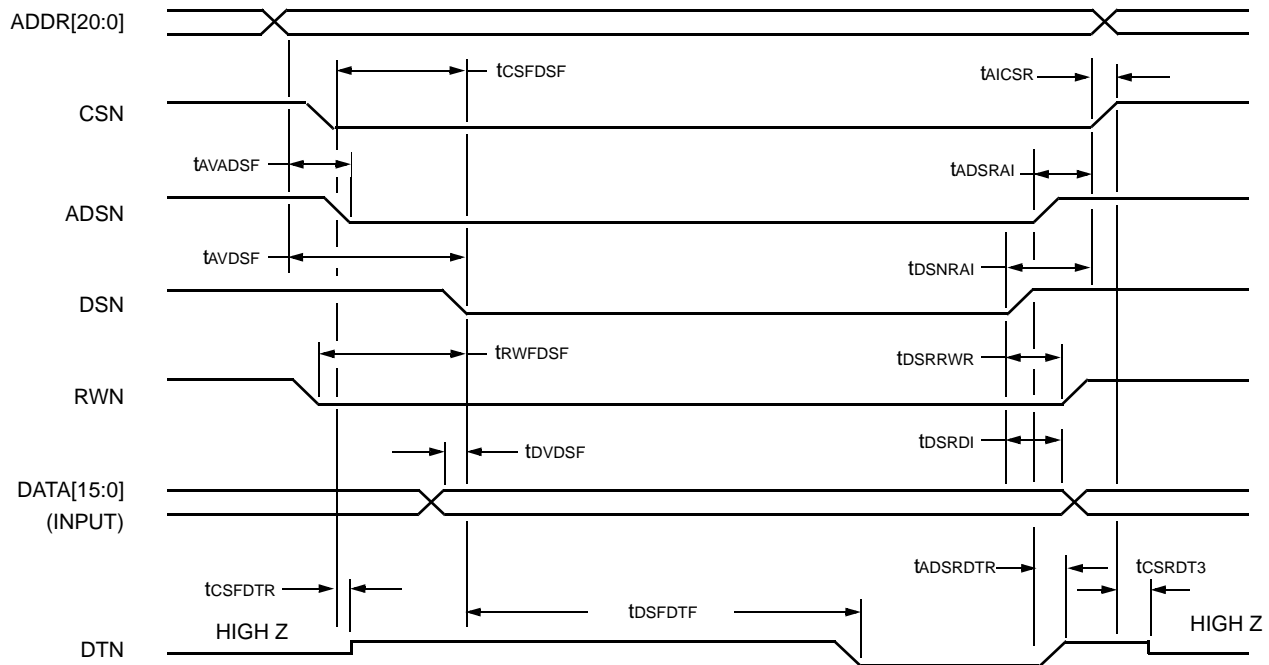 ADDR[20:0]
tCSFDSF
tAICSR
CSN
tAVADSF
tADSRAI
ADSN
tAVDSF
tDSNRAI
DSN
tRWFDSF
tDSRRWR
RWN
tDVDSF
tDSRDI
DATA[15:0]
(INPUT)
tADSRDTR
tCSRDT3
tCSFDTR
tDSFDTF
HIGH Z
HIGH Z
DTN